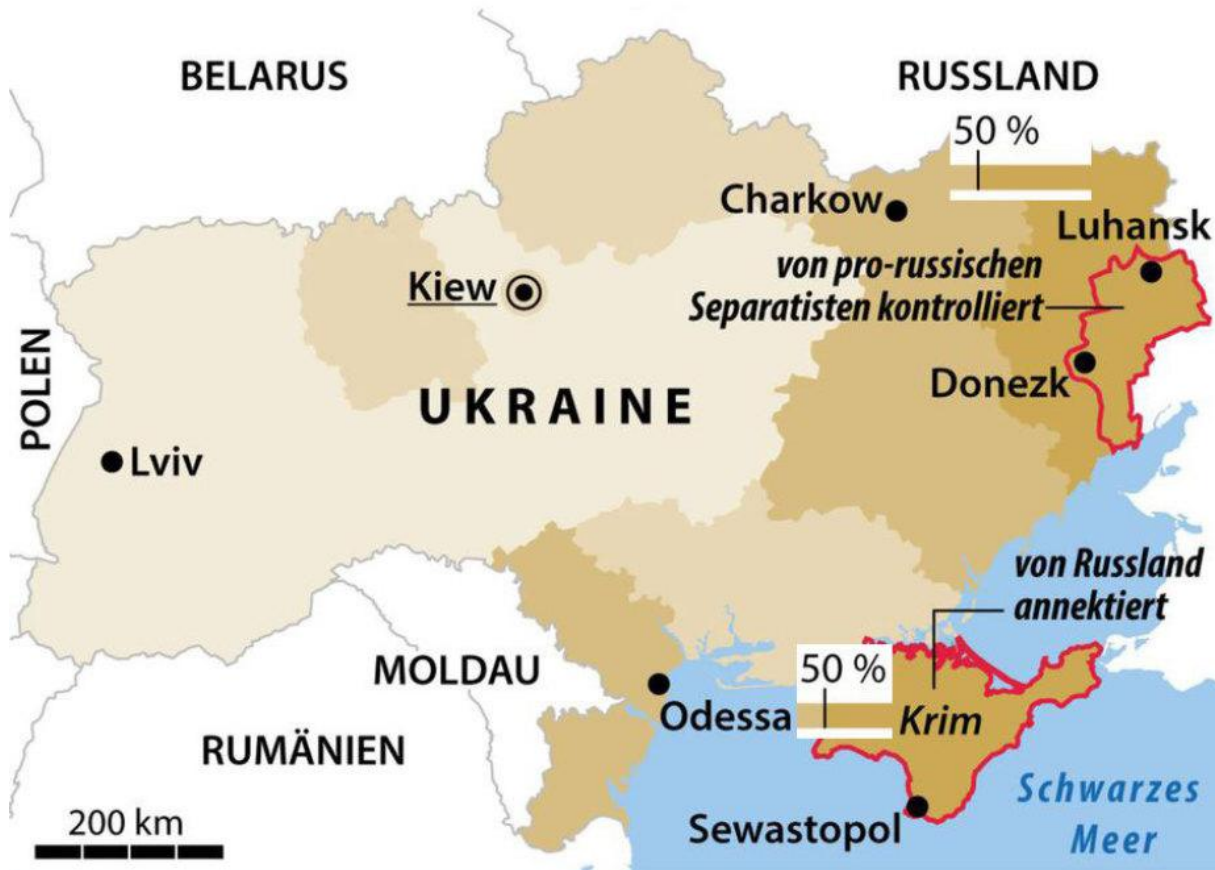 BELARUS
RUSSLAND
50 %
Charkow
Luhansk
von pro-russischen
Separatisten kontrolliert
Kiew
POLEN
Donezk
UKRAINE
Lviv
von Russland
annektiert
MOLDAU
50 %
Odessa
Krim
RUMÄNIEN
Schwarzes
Meer
200 km
Sewastopol